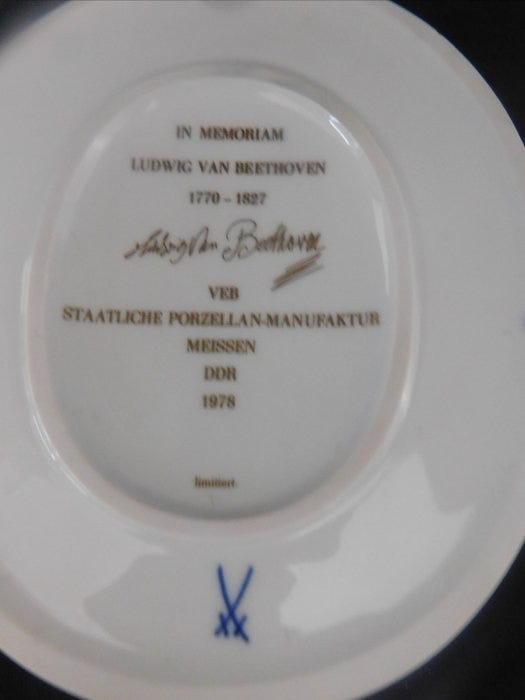 IN MEMORIAM
LUDWIG VAN BEETHOVEN
1770 - 1827
Ludwig van Beethoven
VEB
STAATLICHE PORZELLAN-MANUFAKTUR
MEISSEN
DDR
1978
limitiert